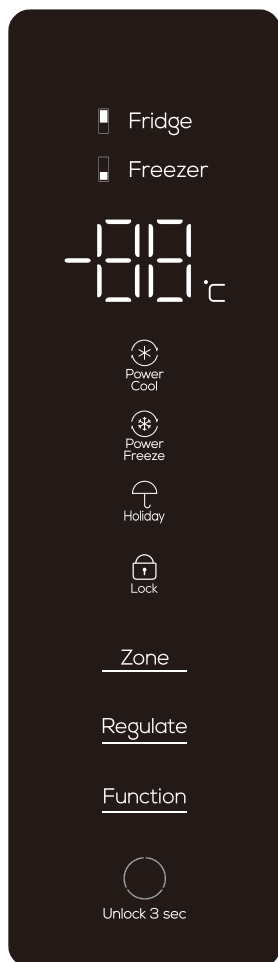 Fridge
Freezer
-88
°C
Power
Cool
Power
Freeze
Holiday
Lock
Zone
Regulate
Function
Unlock 3 sec